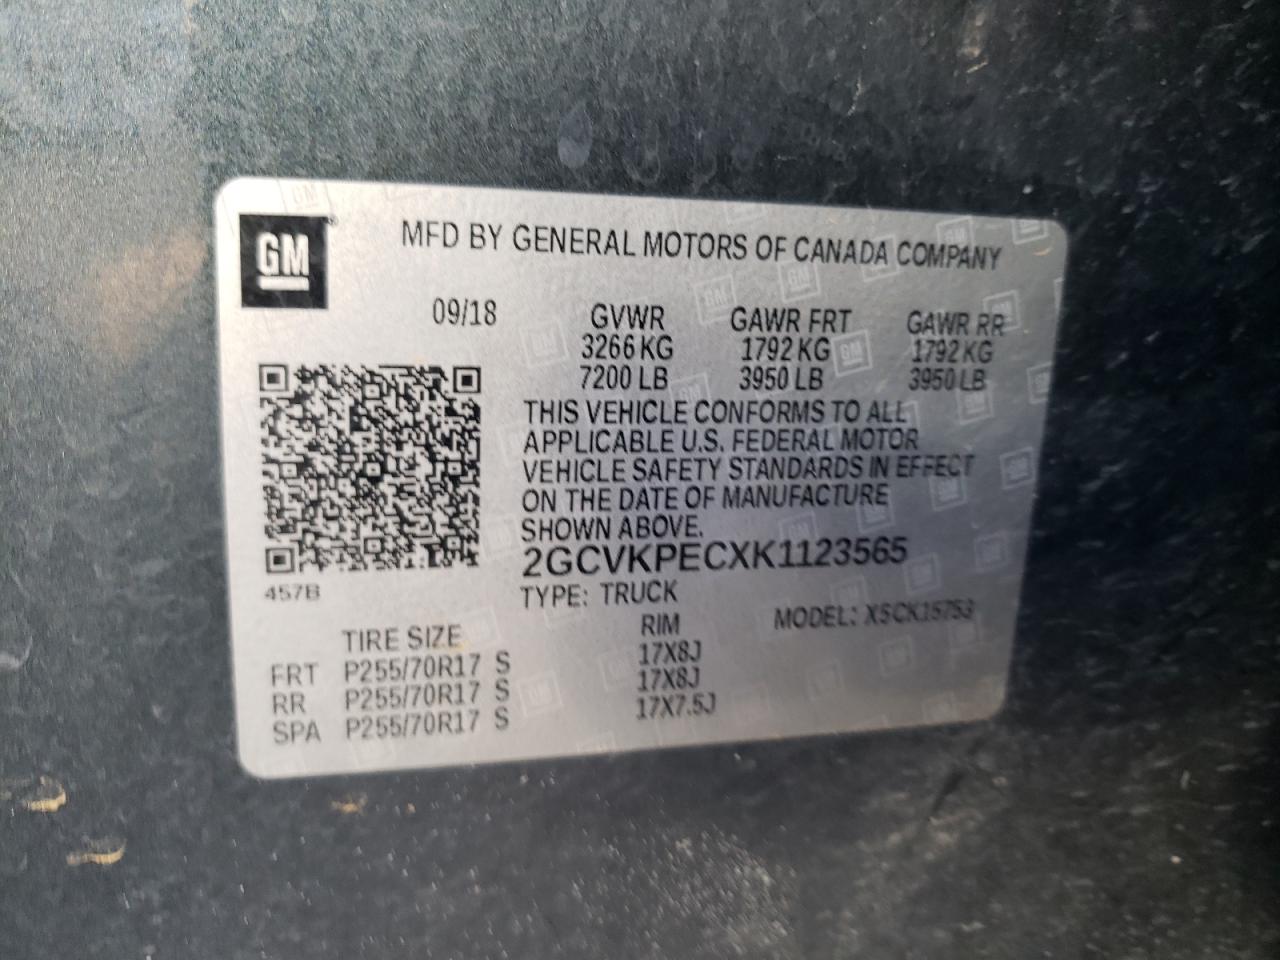 GM
MFD BY GENERAL MOTORS OF CANADA COMPANY
09/18 GVWR GAWR FRT GAWR RR
3266 KG 1792 KG 1792 KG
7200 LB 3950 LB 3950 LB
THIS VEHICLE CONFORMS TO ALL
APPLICABLE U.S. FEDERAL MOTOR
VEHICLE SAFETY STANDARDS IN EFFECT
ON THE DATE OF MANUFACTURE
SHOWN ABOVE.
2GCVKPECXK1123565
457B
TYPE: TRUCK
MODEL: XSCK15753
TIRE SIZE RIM
FRT P255/70R17 S 17X8J
RR P255/70R17 S 17X8J
SPA P255/70R17 S 17X7.5J